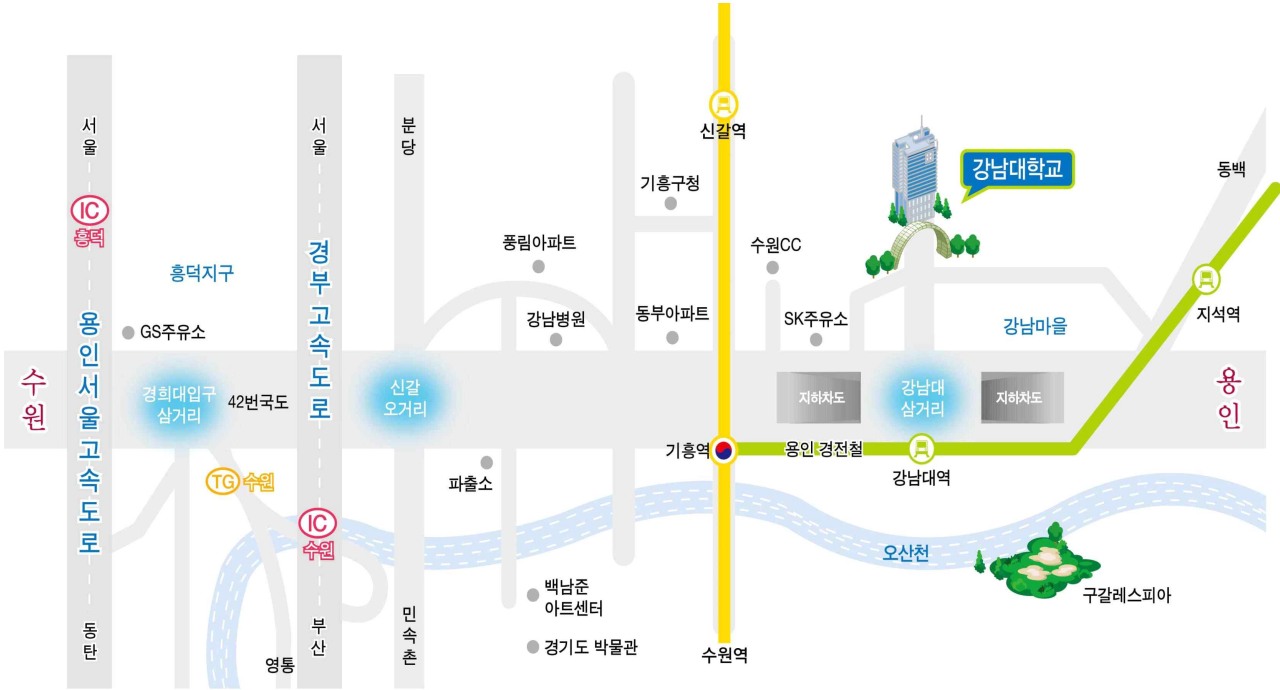 서울
서울
분당
신갈역
강남대학교
동백
기흥구청
IC
흥덕
풍림아파트
수원CC
흥덕지구
경부고속도로
용인서울고속도로
GS주유소
강남병원
동부아파트
SK주유소
강남마을
지석역
수원
경희대입구
삼거리
42번국도
신갈
오거리
지하차도
강남대
삼거리
지하차도
용인
기흥역
용인 경전철
강남대역
TG 수원
파출소
IC
수원
오산천
구갈레스피아
백남준
아트센터
경기도 박물관
동탄
영통
부산
민속촌
수원역